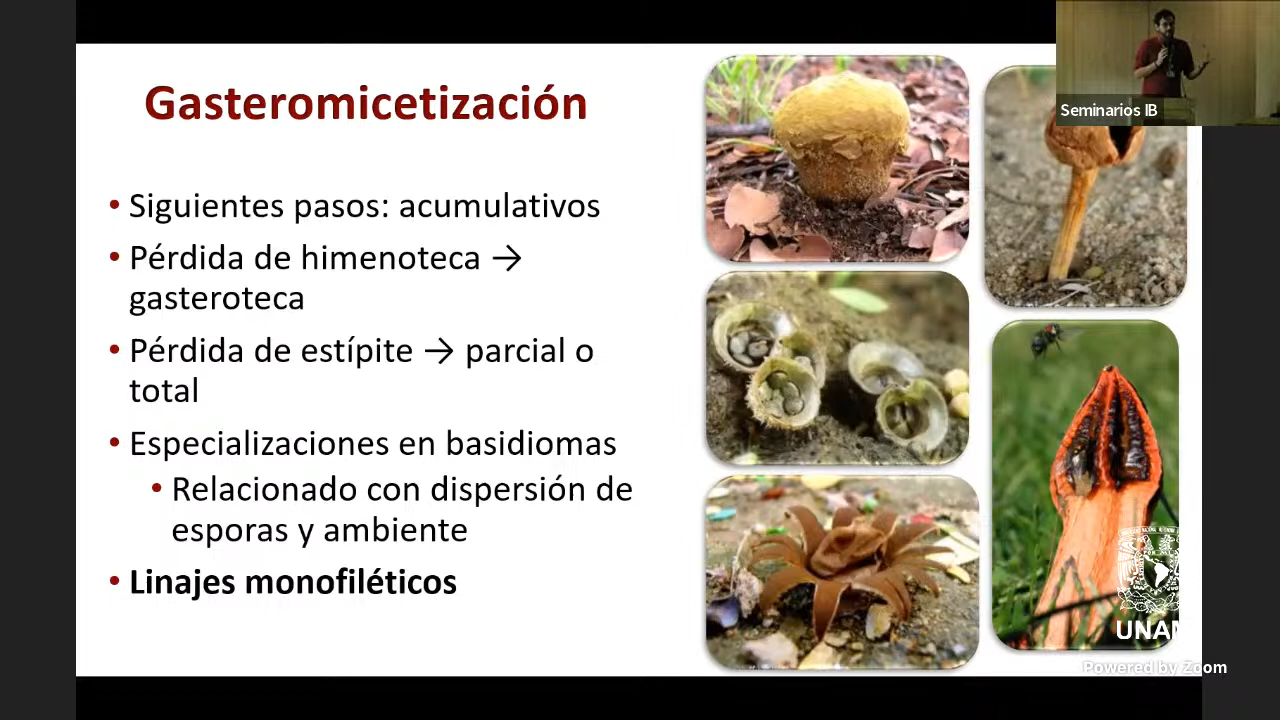 Gasteromicetización
• Siguientes pasos: acumulativos
• Pérdida de himenoteca →
gasteroteca
• Pérdida de estípite → parcial o
total
• Especializaciones en basidiomas
• Relacionado con dispersión de
esporas y ambiente
• Linajes monofiléticos
Seminarios IB
UNAM
Powered by Zoom